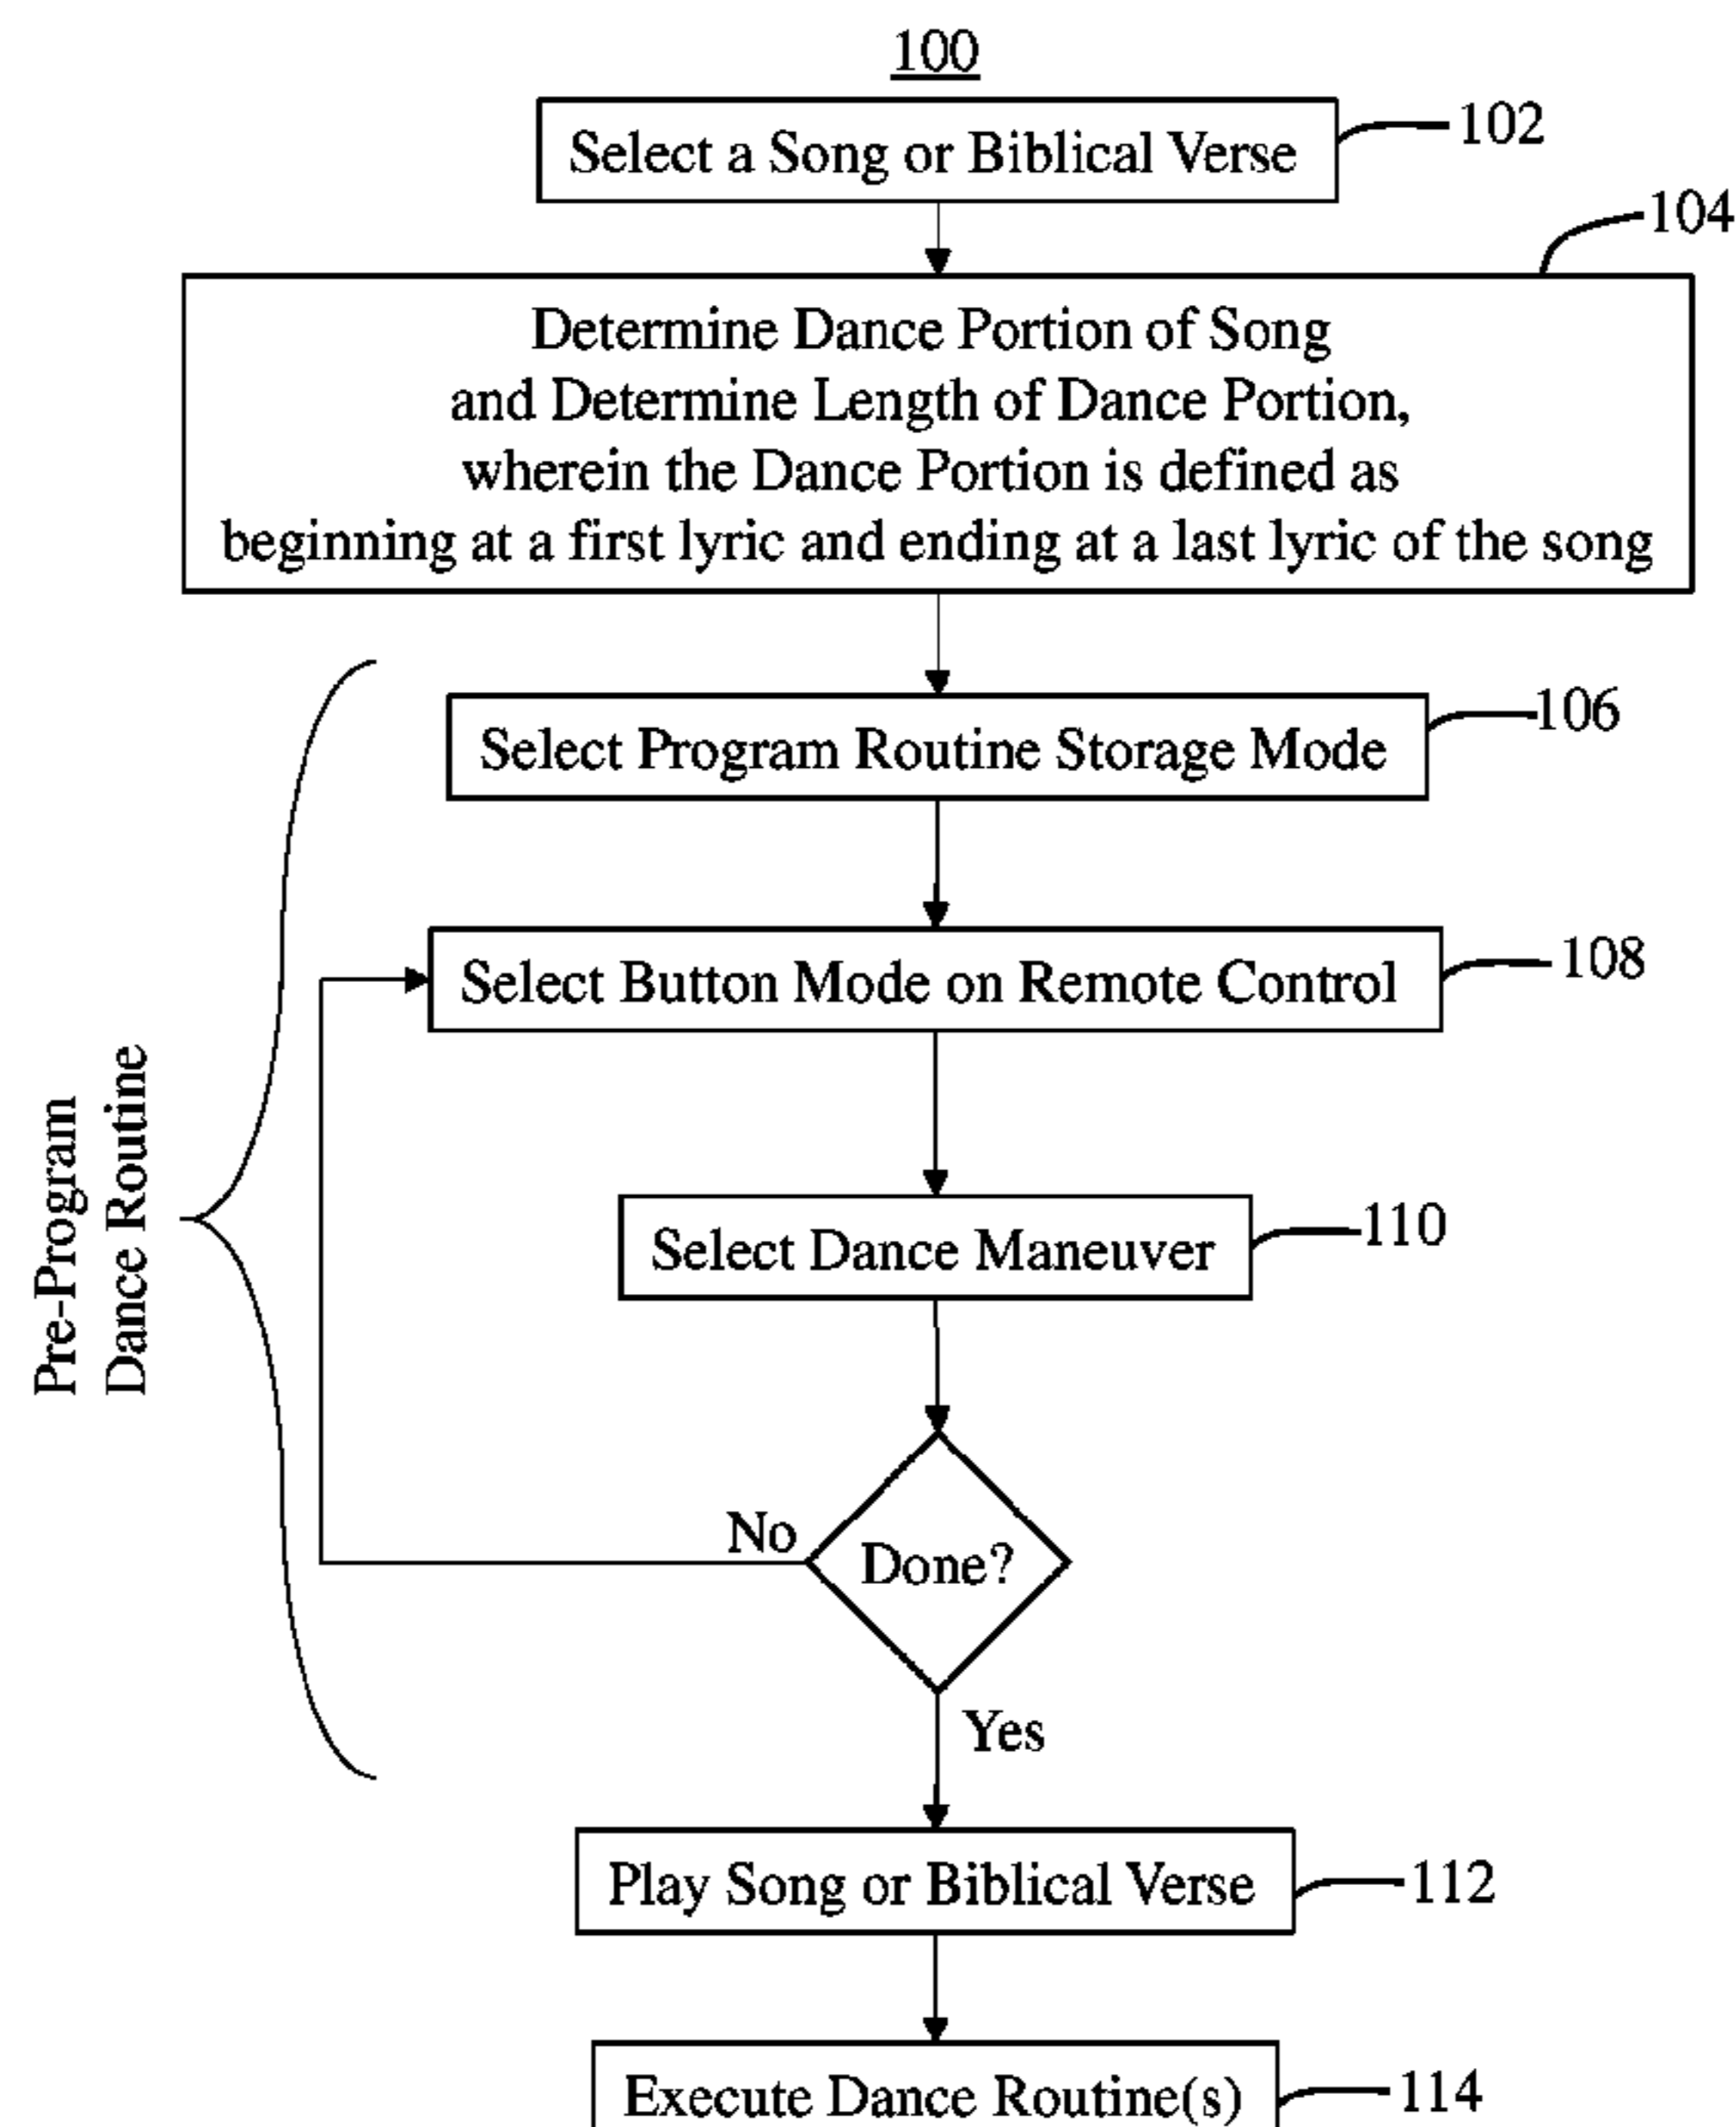 100
Select a Song or Biblical Verse
102
104
Determine Dance Portion of Song
and Determine Length of Dance Portion,
wherein the Dance Portion is defined as
beginning at a first lyric and ending at a last lyric of the song
Select Program Routine Storage Mode
106
Select Button Mode on Remote Control
108
Pre-Program
Dance Routine
Select Dance Maneuver
110
No
Done?
Yes
Play Song or Biblical Verse
112
Execute Dance Routine(s)
114